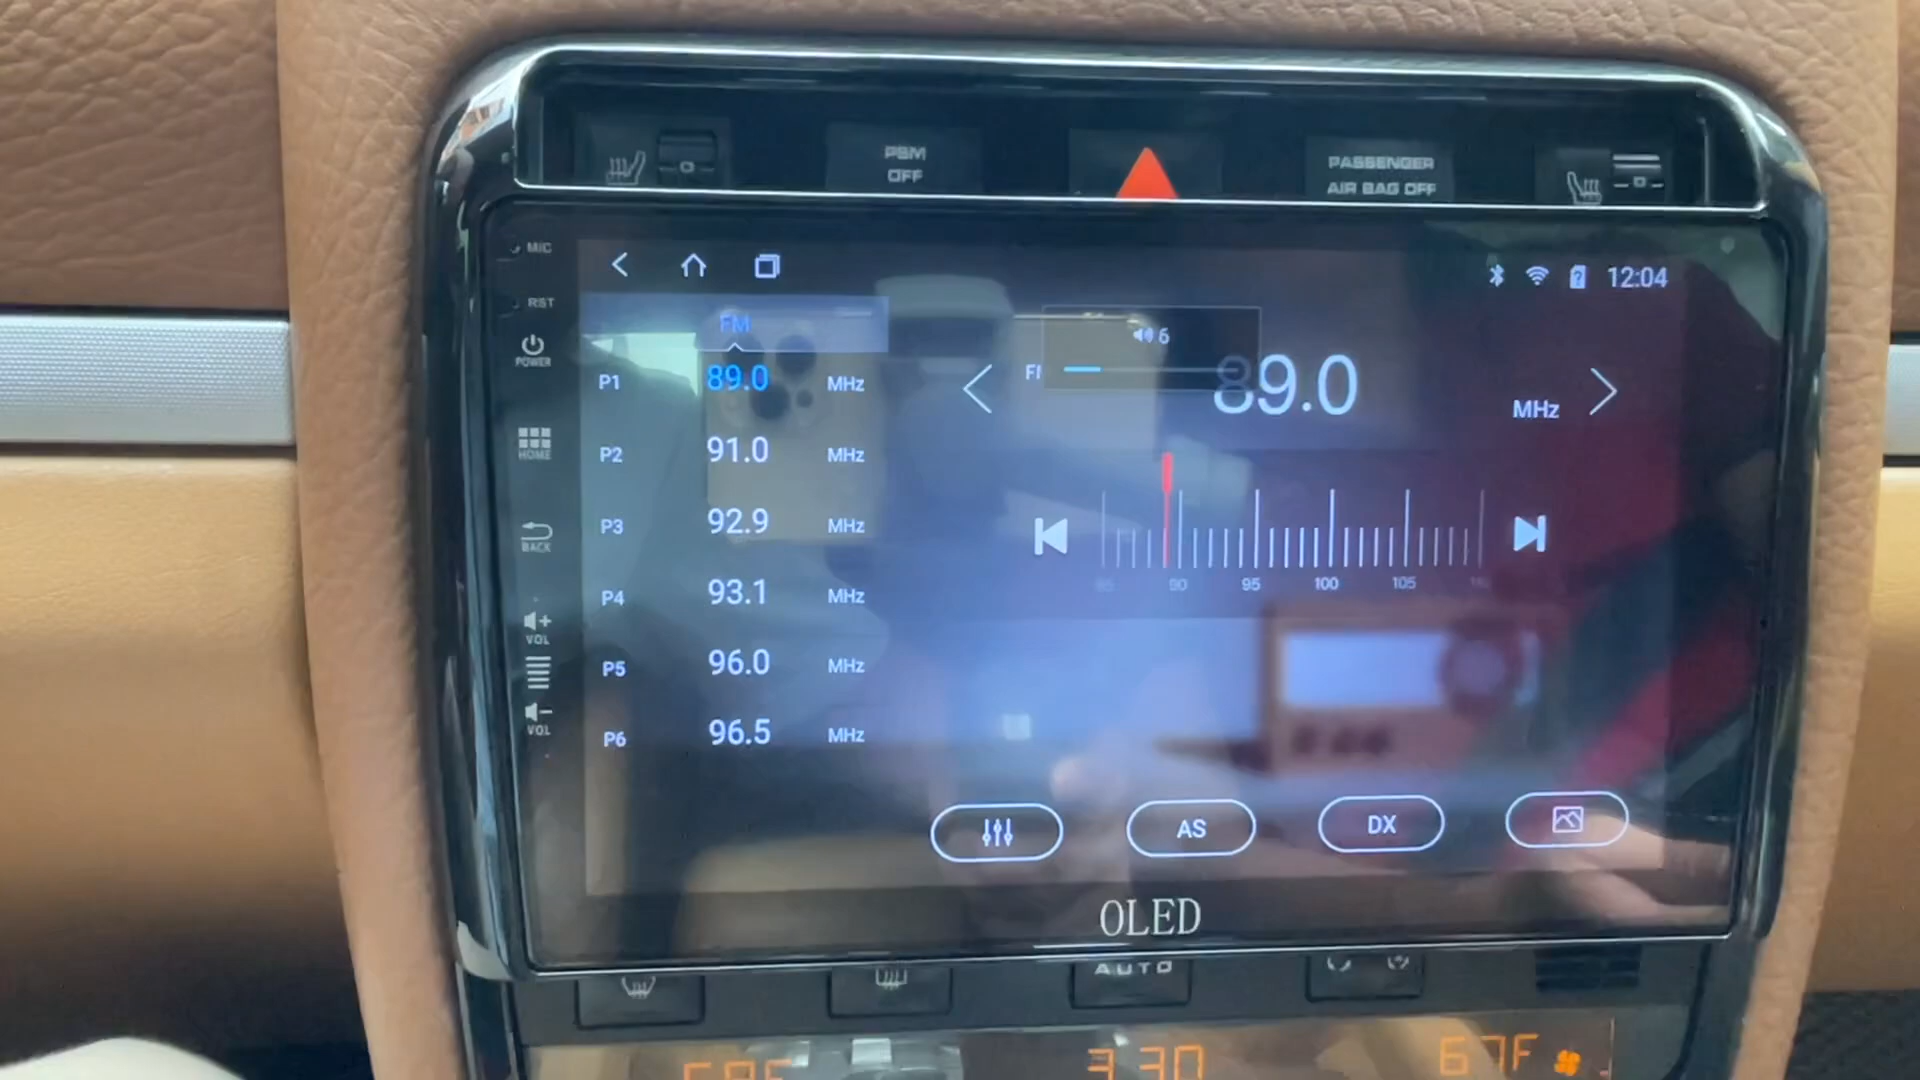 PSM
OFF
PASSENGER
AIR BAG OFF
MIC
RST
POWER
HOME
BACK
VOL
VOL
12:04
FM
P1 89.0 MHz
P2 91.0 MHz
P3 92.9 MHz
P4 93.1 MHz
P5 96.0 MHz
P6 96.5 MHz
6
89.0
MHz
85 90 95 100 105
AS
DX
OLED
AUTO
3:30
67F